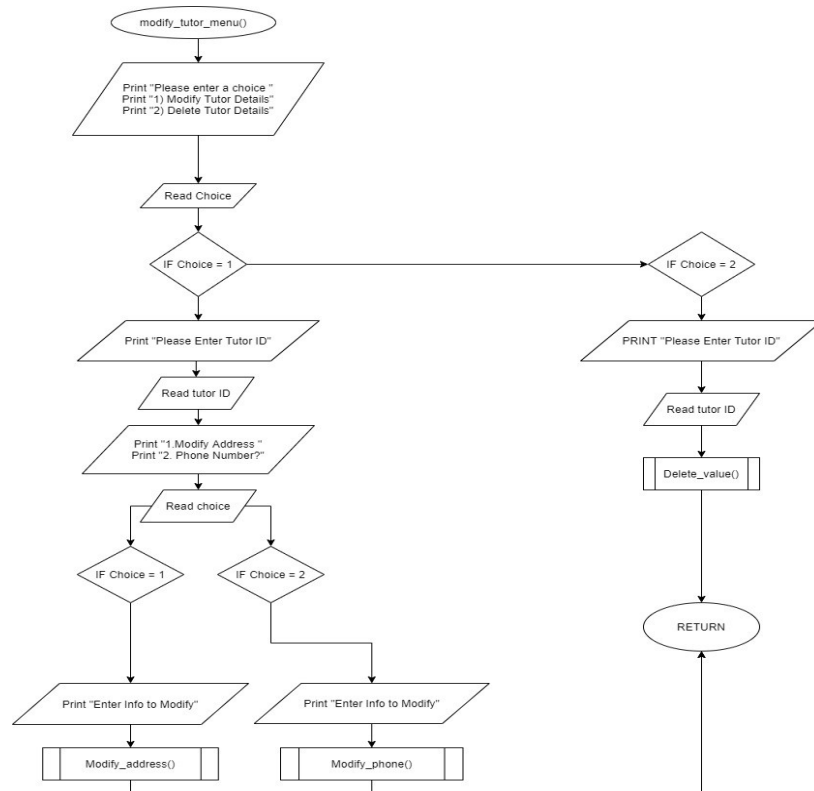 modify_tutor_menu()
Print "Please enter a choice "
Print "1) Modify Tutor Details"
Print "2) Delete Tutor Details"
Read Choice
IF Choice = 1
IF Choice = 2
Print "Please Enter Tutor ID"
PRINT "Please Enter Tutor ID"
Read tutor ID
Read tutor ID
Print "1.Modify Address "
Print "2. Phone Number?"
Delete_value()
Read choice
IF Choice = 1
IF Choice = 2
RETURN
Print "Enter Info to Modify"
Print "Enter Info to Modify"
Modify_address()
Modify_phone()